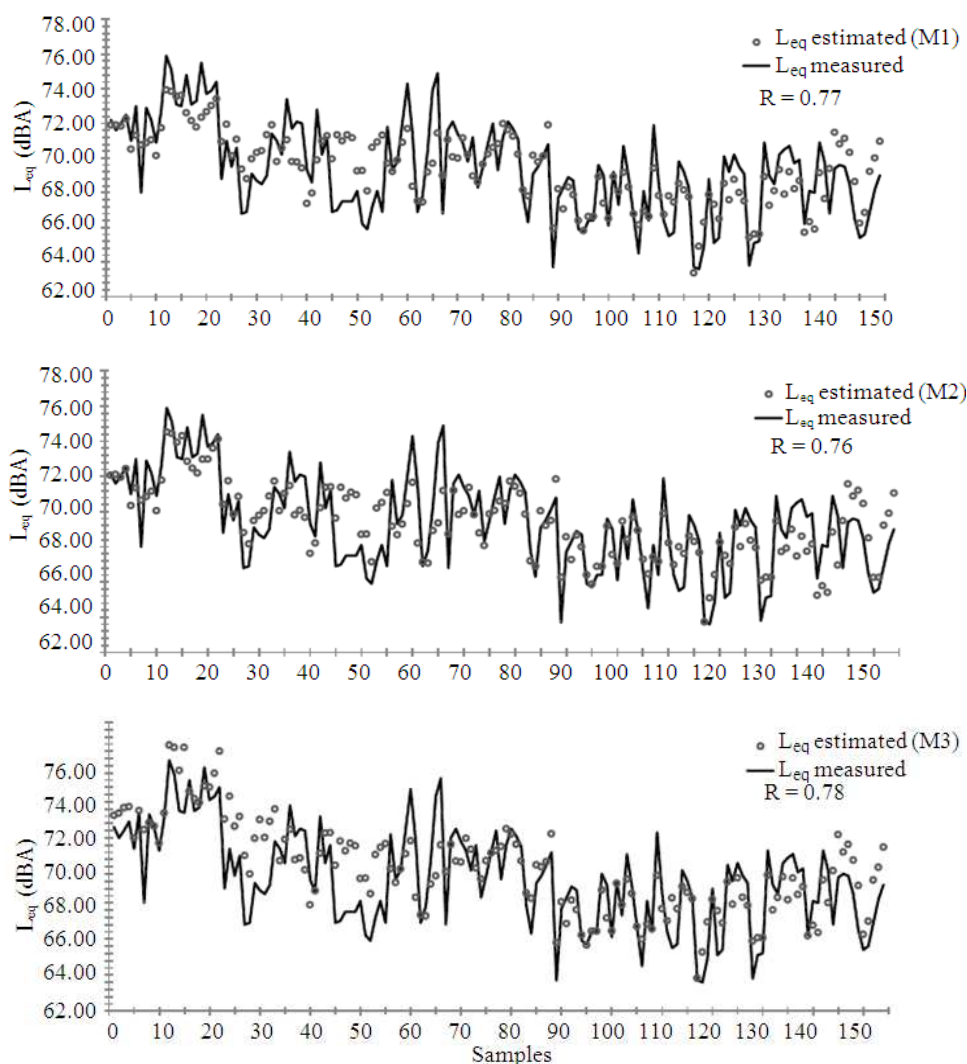 78.00
76.00
74.00
72.00
70.00
68.00
66.00
64.00
62.00
Leq (dBA)
Leq estimated (M1)
Leq measured
R = 0.77
0 10 20 30 40 50 60 70 80 90 100 110 120 130 140 150
78.00
76.00
74.00
72.00
70.00
68.00
66.00
64.00
62.00
Leq (dBA)
Leq estimated (M2)
Leq measured
R = 0.76
0 10 20 30 40 50 60 70 80 90 100 110 120 130 140 150
76.00
74.00
72.00
70.00
68.00
66.00
64.00
62.00
Leq (dBA)
Leq estimated (M3)
Leq measured
R = 0.78
0 10 20 30 40 50 60 70 80 90 100 110 120 130 140 150
Samples